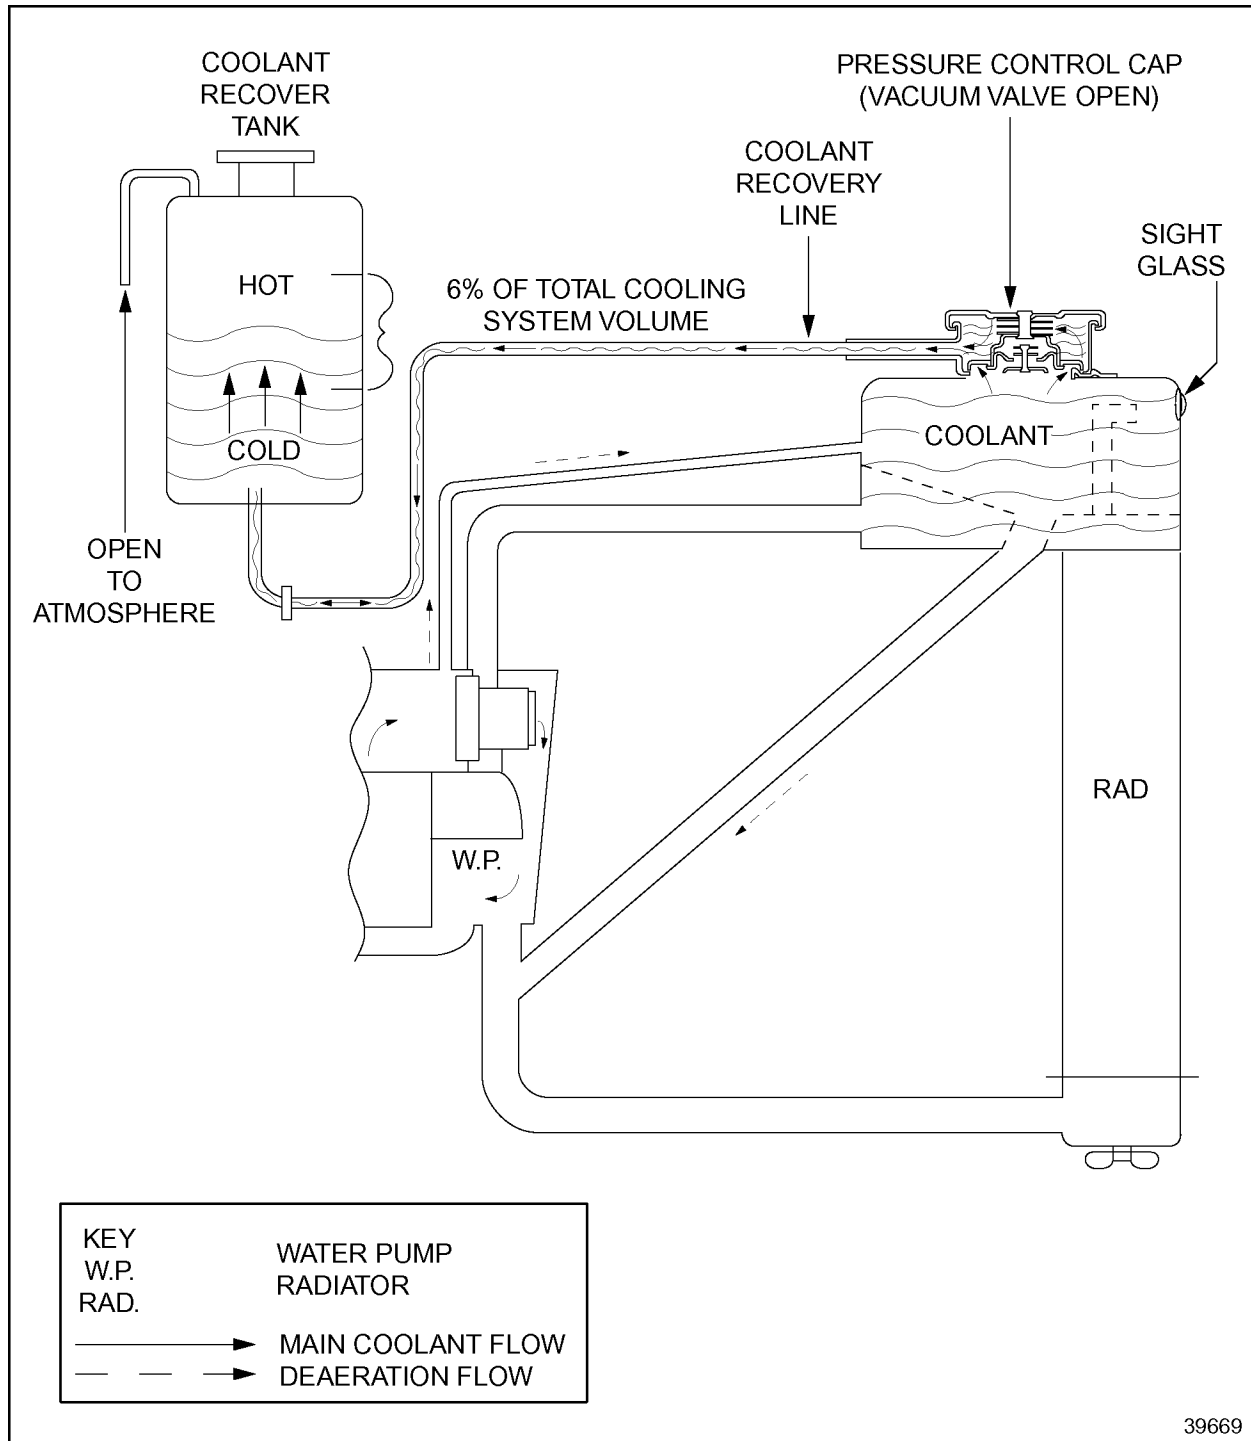 COOLANT
RECOVER
TANK
PRESSURE CONTROL CAP
(VACUUM VALVE OPEN)
COOLANT
RECOVERY
LINE
SIGHT
GLASS
HOT
6% OF TOTAL COOLING
SYSTEM VOLUME
COLD
COOLANT
OPEN
TO
ATMOSPHERE
RAD
W.P.
KEY
W.P.
WATER PUMP
RAD.
RADIATOR
MAIN COOLANT FLOW
DEAERATION FLOW
39669